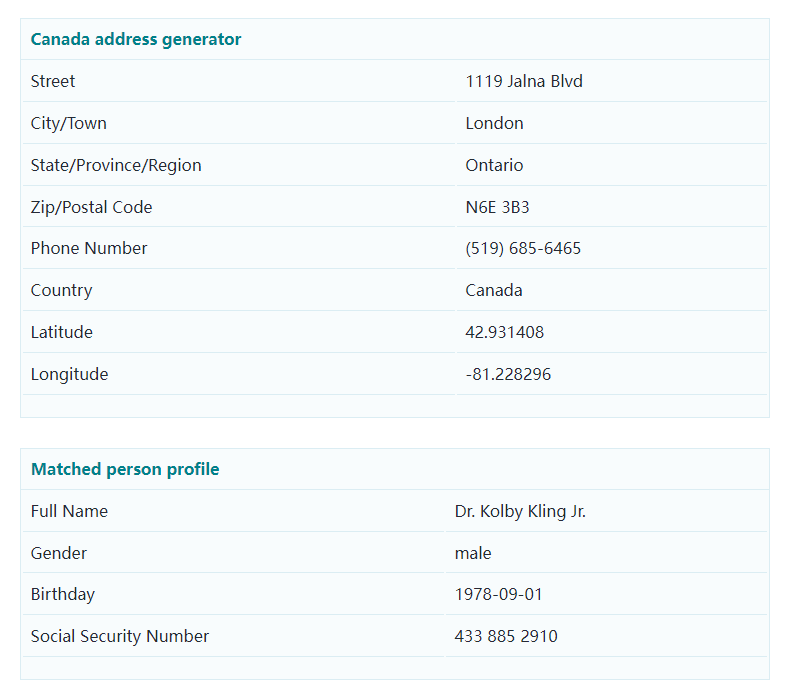 Canada address generator
Street 1119 Jalna Blvd
City/Town London
State/Province/Region Ontario
Zip/Postal Code N6E 3B3
Phone Number (519) 685-6465
Country Canada
Latitude 42.931408
Longitude -81.228296
Matched person profile
Full Name Dr. Kolby Kling Jr.
Gender male
Birthday 1978-09-01
Social Security Number 433 885 2910